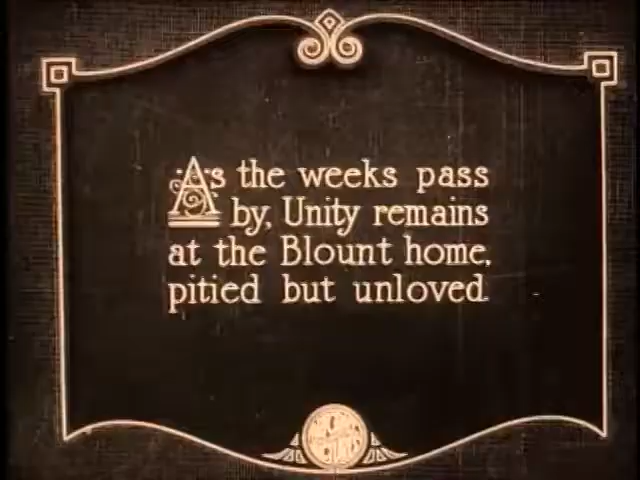 As the weeks pass
by, Unity remains
at the Blount home,
pitied but unloved.